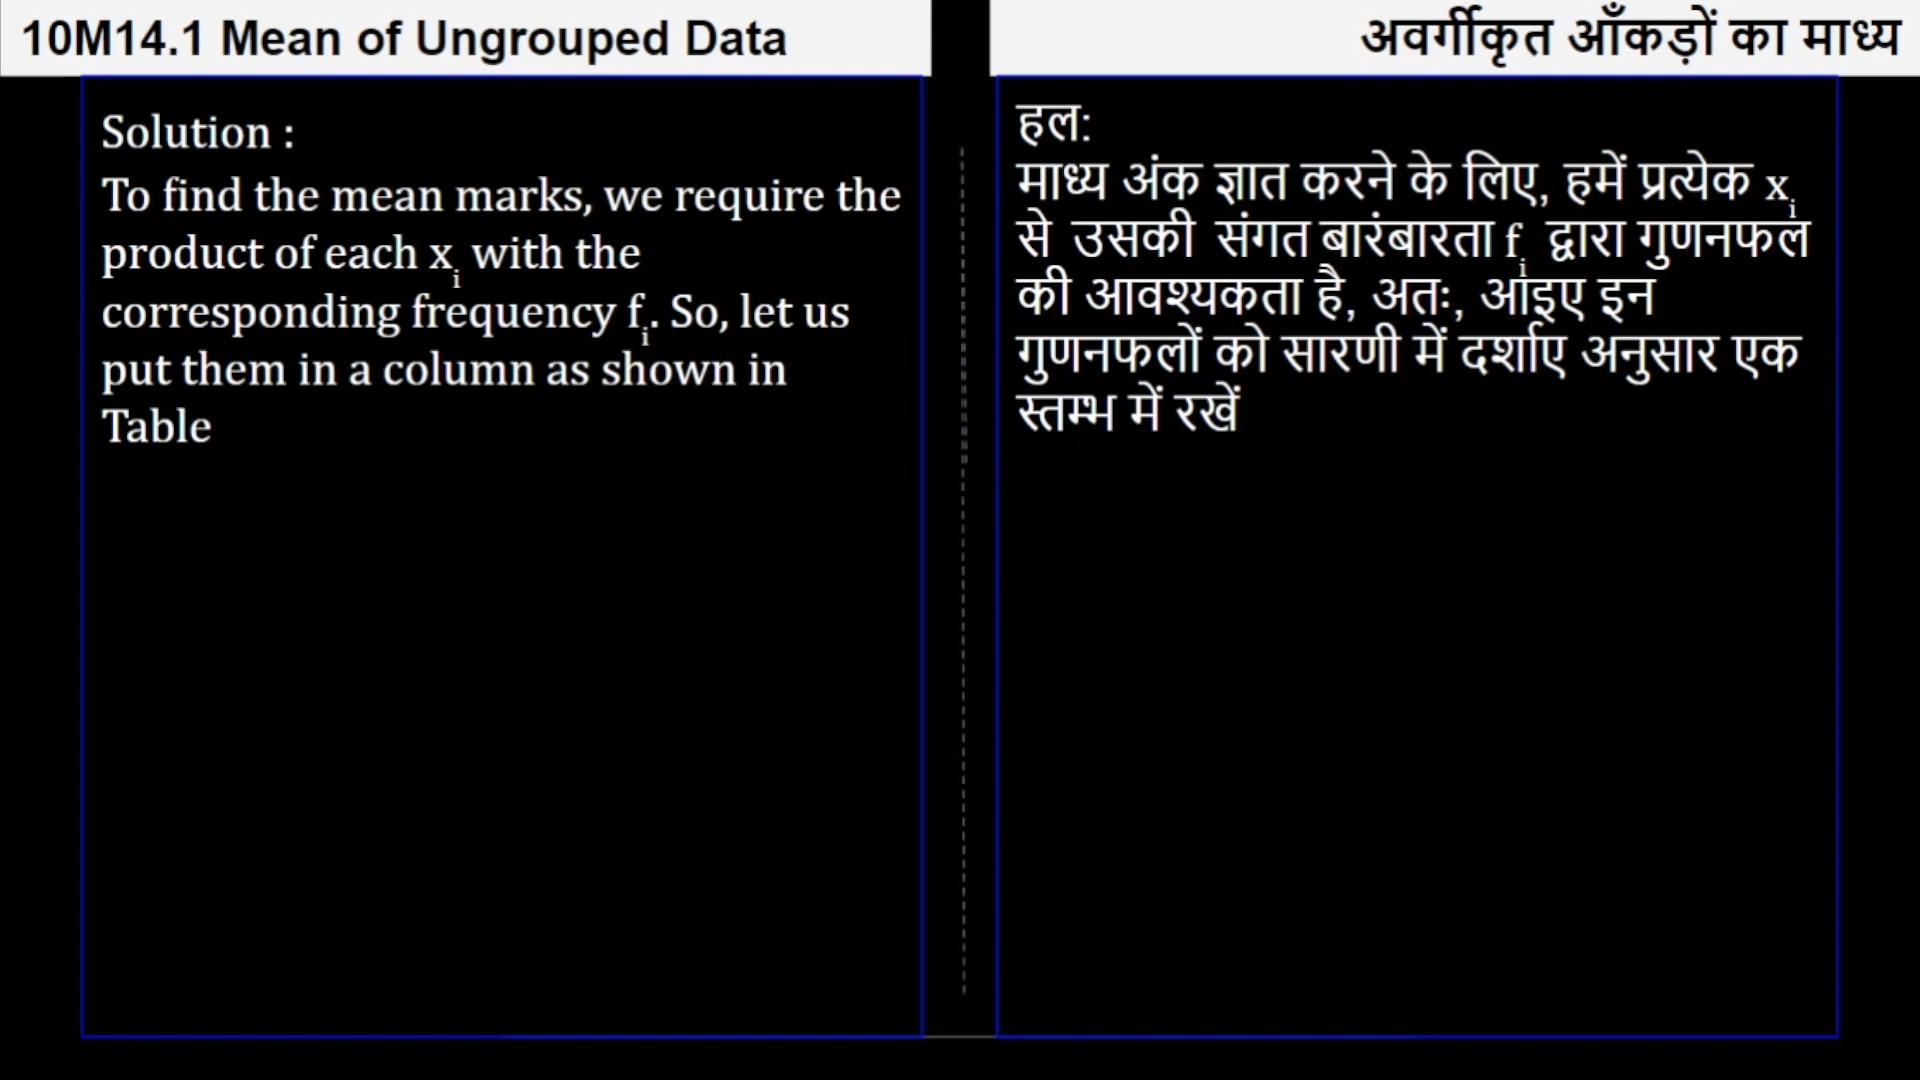 10M14.1 Mean of Ungrouped Data
अवर्गीकृत आँकड़ों का माध्य
Solution :
To find the mean marks, we require the
product of each xi with the
corresponding frequency fi. So, let us
put them in a column as shown in
Table
हल:
माध्य अंक ज्ञात करने के लिए, हमें प्रत्येक xi
से उसकी संगत बारंबारता fi द्वारा गुणनफल
की आवश्यकता है, अतः, आइए इन
गुणनफलों को सारणी में दर्शाए अनुसार एक
स्तम्भ में रखें